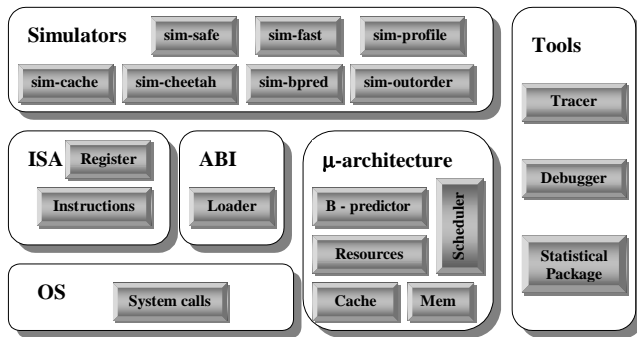 Simulators
sim-safe
sim-fast
sim-profile
sim-cache
sim-cheetah
sim-bpred
sim-outorder
ISA
Register
Instructions
ABI
Loader
μ-architecture
B - predictor
Scheduler
Resources
Cache
Mem
OS
System calls
Tools
Tracer
Debugger
Statistical
Package